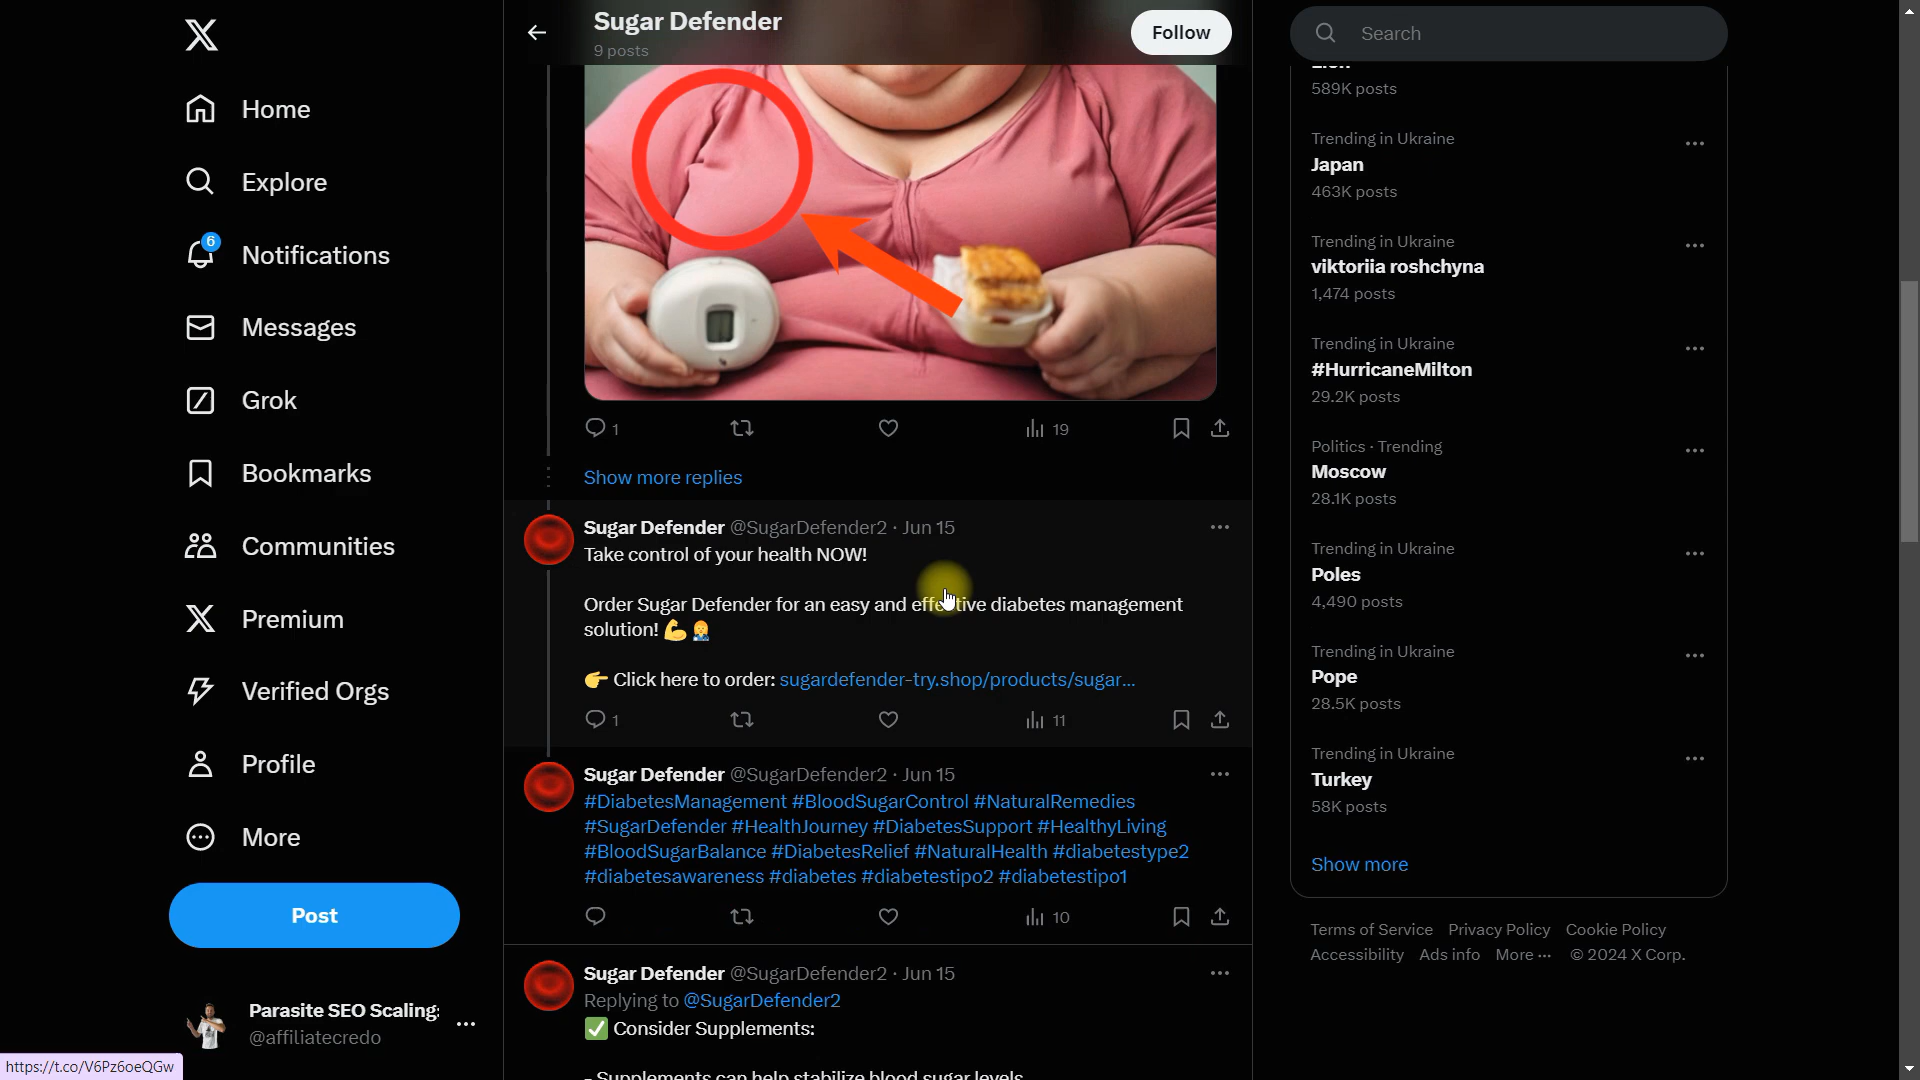 Home
Explore
6
Notifications
Messages
Grok
Bookmarks
Communities
Premium
Verified Orgs
Profile
More
Post
Parasite SEO Scaling:
@affiliatecredo
https://t.co/V6Pz6oeQGw
Sugar Defender
9 posts
Follow
1
19
Show more replies
Sugar Defender @SugarDefender2 · Jun 15
Take control of your health NOW!
Order Sugar Defender for an easy and effective diabetes management
solution! 💪👩‍⚕️
👉 Click here to order: sugardefender-try.shop/products/sugar...
1
11
Sugar Defender @SugarDefender2 · Jun 15
#DiabetesManagement #BloodSugarControl #NaturalRemedies
#SugarDefender #HealthJourney #DiabetesSupport #HealthyLiving
#BloodSugarBalance #DiabetesRelief #NaturalHealth #diabetestype2
#diabetesawareness #diabetes #diabetestipo2 #diabetestipo1
10
Sugar Defender @SugarDefender2 · Jun 15
Replying to @SugarDefender2
✅ Consider Supplements:
- Supplements can help stabilize blood sugar levels
Search
589K posts
Trending in Ukraine
Japan
463K posts
Trending in Ukraine
viktoriia roshchyna
1,474 posts
Trending in Ukraine
#HurricaneMilton
29.2K posts
Politics · Trending
Moscow
28.1K posts
Trending in Ukraine
Poles
4,490 posts
Trending in Ukraine
Pope
28.5K posts
Trending in Ukraine
Turkey
58K posts
Show more
Terms of Service Privacy Policy Cookie Policy
Accessibility Ads info More ··· © 2024 X Corp.